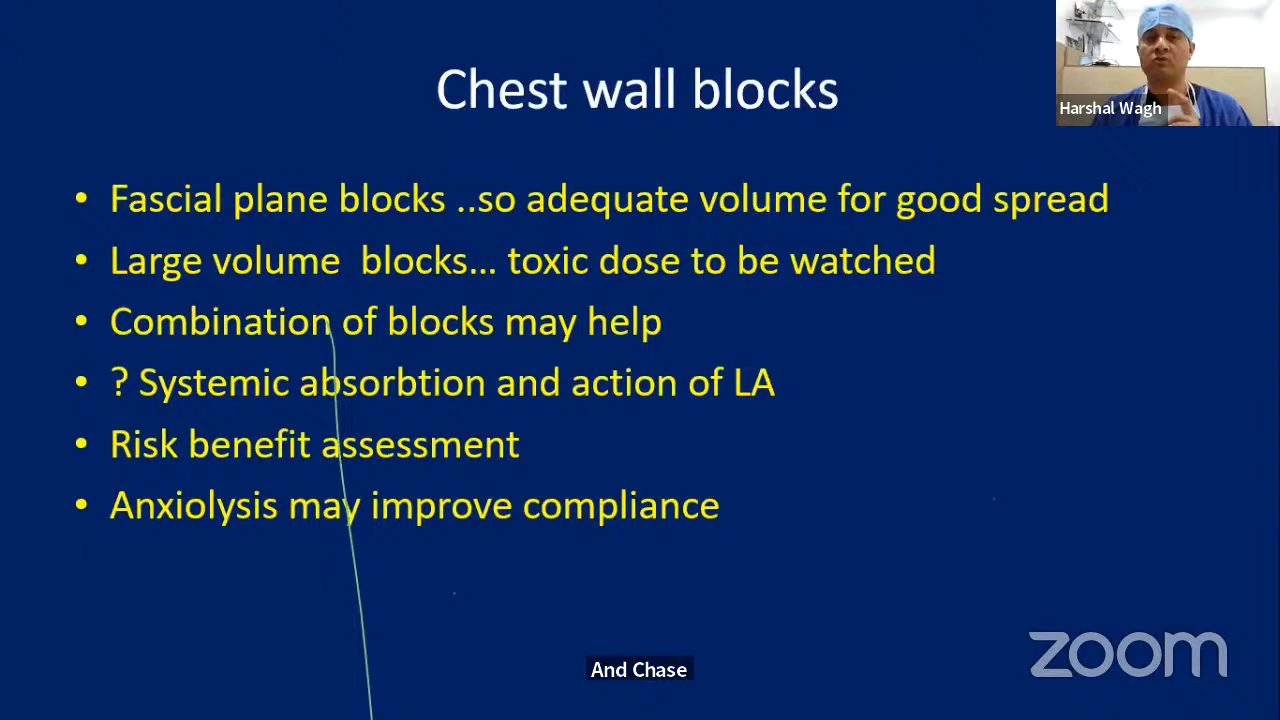 Chest wall blocks
Harshal Wagh
• Fascial plane blocks ..so adequate volume for good spread
• Large volume  blocks... toxic dose to be watched
• Combination of blocks may help
• ? Systemic absorbtion and action of LA
• Risk benefit assessment
• Anxiolysis may improve compliance
zoom
And Chase